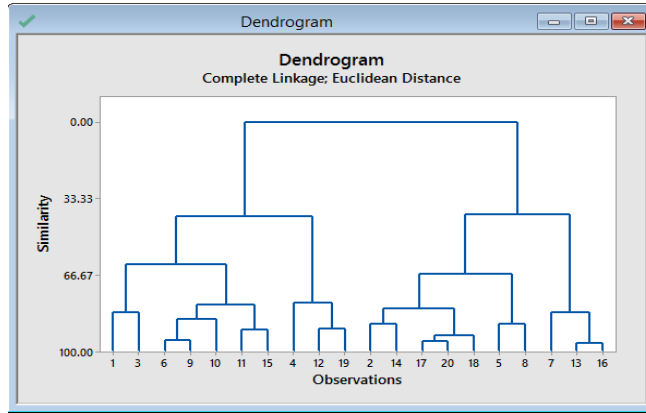 Dendrogram
Dendrogram
Complete Linkage; Euclidean Distance
0.00
33.33
66.67
100.00
Similarity
1 3 6 9 10 11 15 4 12 19 2 14 17 20 18 5 8 7 13 16
Observations